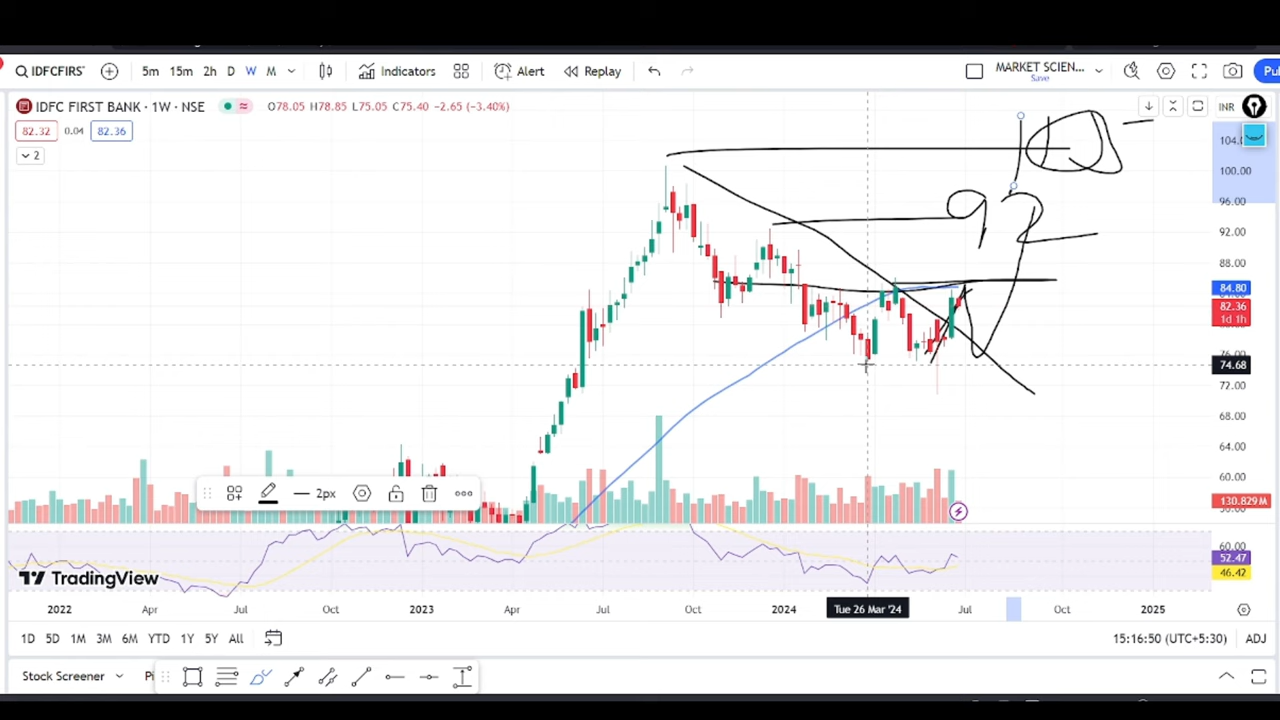 IDFCFIRS 5m 15m 2h D W M Indicators Alert Replay MARKET SCIEN... Save
IDFC FIRST BANK · 1W · NSE O78.05 H78.85 L75.05 C75.40 -2.65 (-3.40%) INR
82.32 0.04 82.36
2
104.
100.00
96.00
92
92.00
88.00
84.80
82.36
1d 1h
76.00
74.68
72.00
68.00
64.00
60.00
2px
130.829M
60.00
52.47
46.42
TradingView
2022 Apr Jul Oct 2023 Apr Jul Oct 2024 Tue 26 Mar '24 Jul Oct 2025
1D 5D 1M 3M 6M YTD 1Y 5Y All 15:16:50 (UTC+5:30) ADJ
Stock Screener